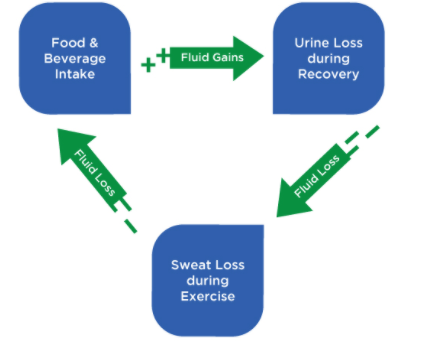 Food &
Beverage
Intake
++ Fluid Gains
Urine Loss
during
Recovery
Fluid Loss
Fluid Loss
Sweat Loss
during
Exercise